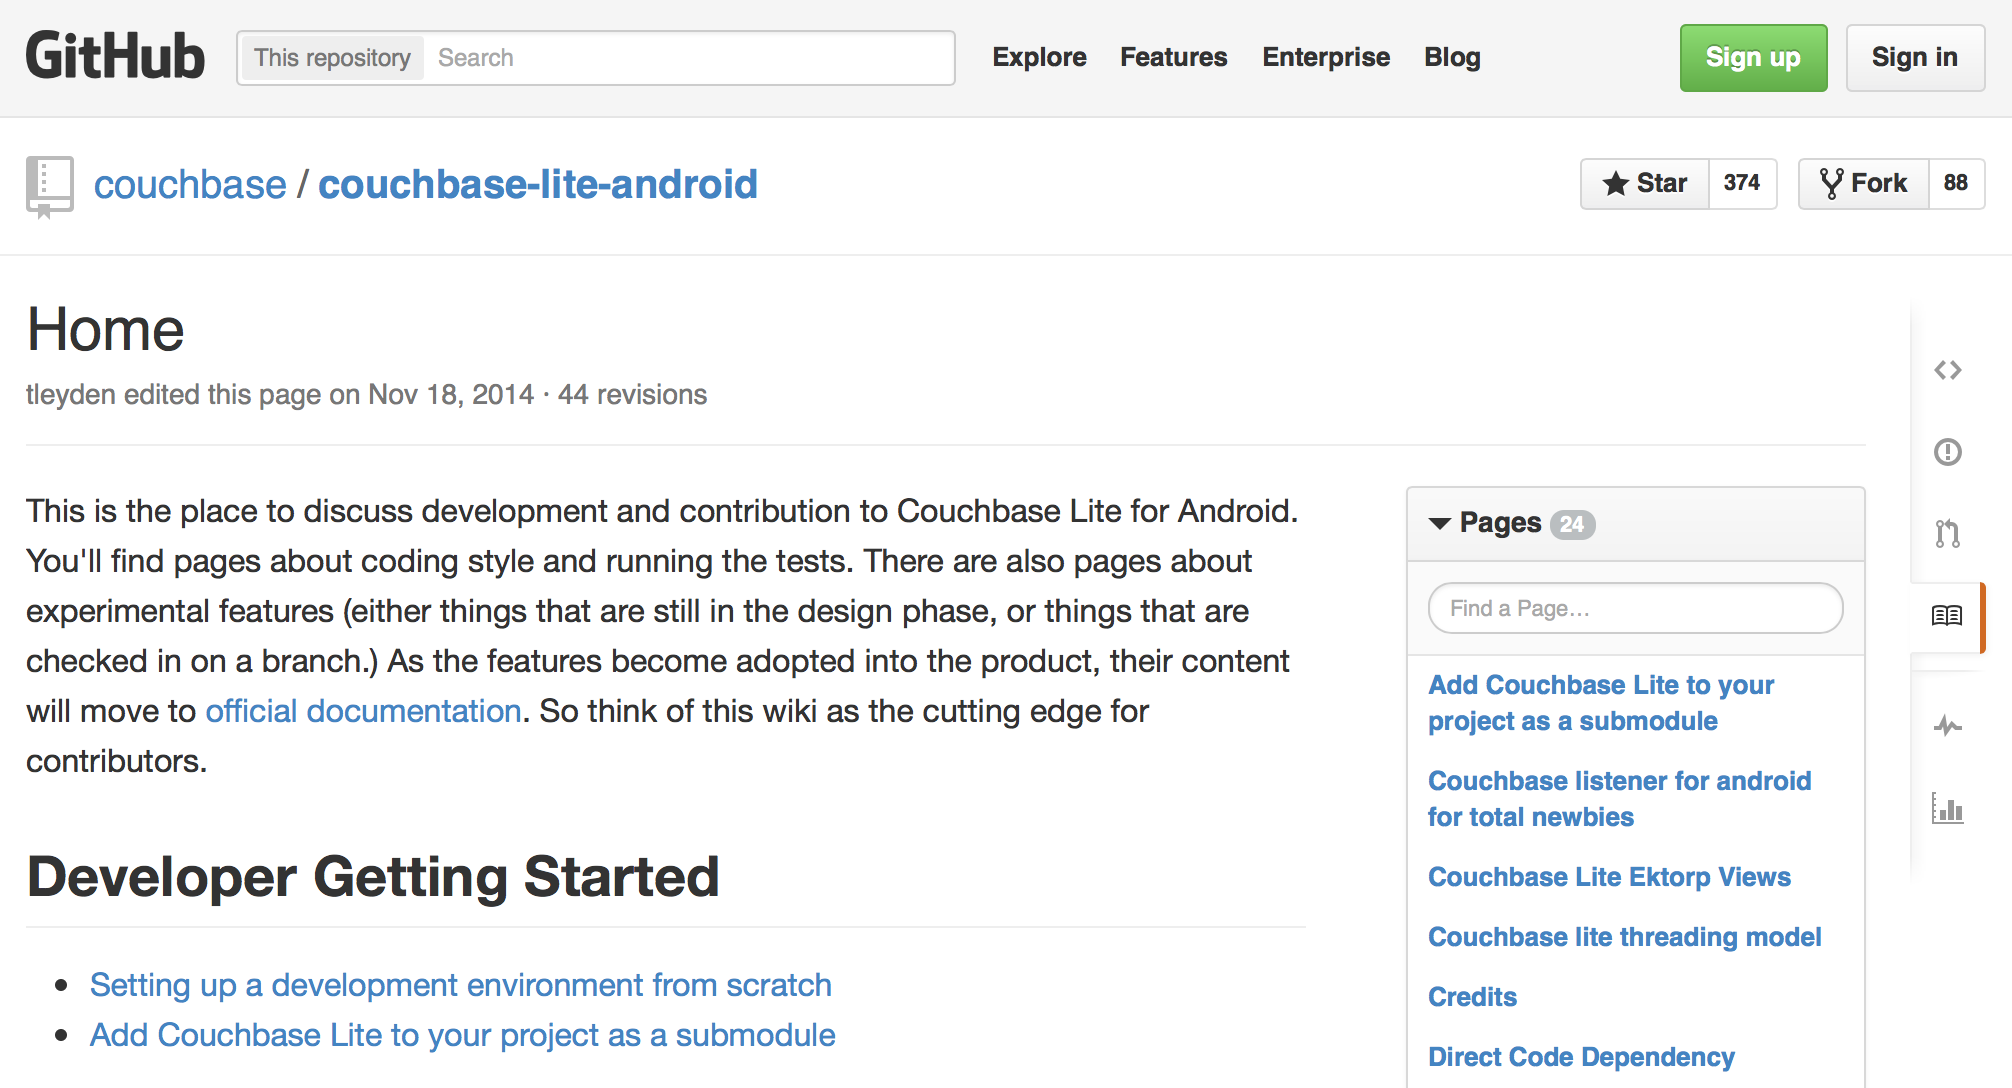 GitHub This repository Search Explore Features Enterprise Blog Sign up Sign in
couchbase / couchbase-lite-android Star 374 Fork 88
Home
tleyden edited this page on Nov 18, 2014 · 44 revisions
This is the place to discuss development and contribution to Couchbase Lite for Android.
You'll find pages about coding style and running the tests. There are also pages about
experimental features (either things that are still in the design phase, or things that are
checked in on a branch.) As the features become adopted into the product, their content
will move to official documentation. So think of this wiki as the cutting edge for
contributors.
Developer Getting Started
• Setting up a development environment from scratch
• Add Couchbase Lite to your project as a submodule
Pages 24
Find a Page…
Add Couchbase Lite to your
project as a submodule
Couchbase listener for android
for total newbies
Couchbase Lite Ektorp Views
Couchbase lite threading model
Credits
Direct Code Dependency